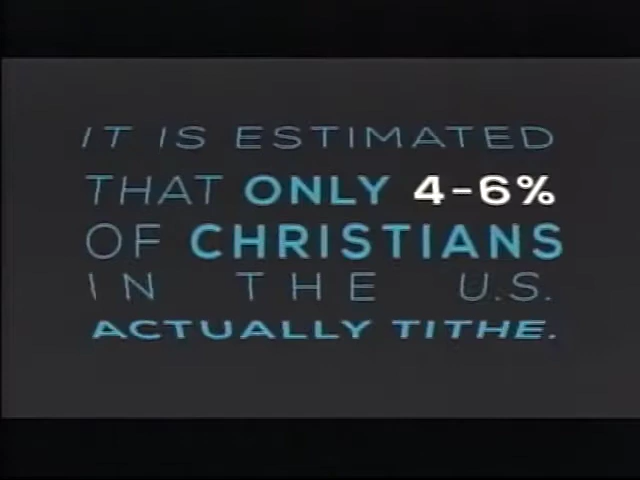 IT IS ESTIMATED
THAT ONLY 4-6%
OF CHRISTIANS
IN THE U.S.
ACTUALLY TITHE.